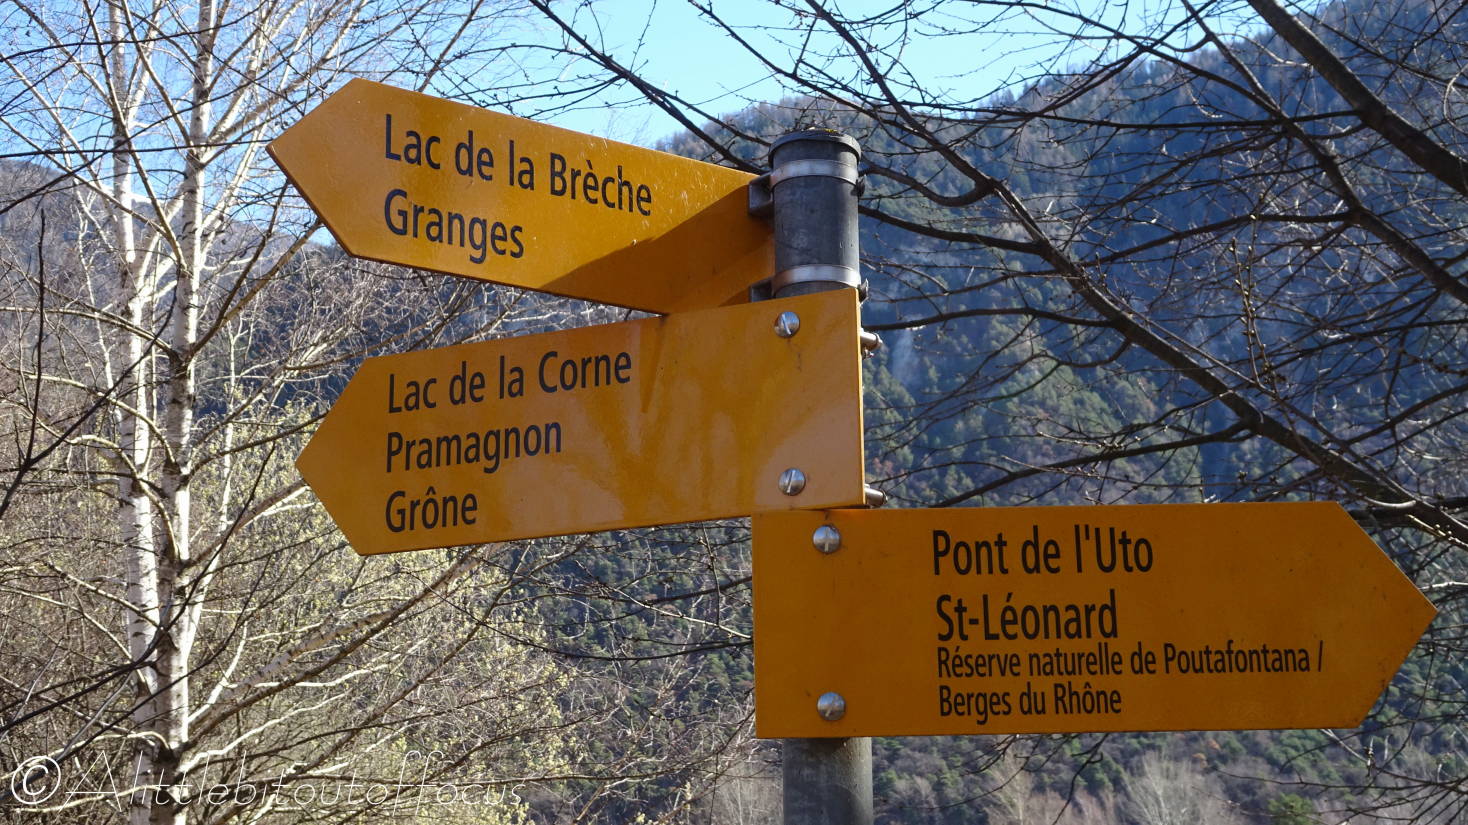 Lac de la Brèche
Granges
Lac de la Corne
Pramagnon
Grône
Pont de l'Uto
St-Léonard
Réserve naturelle de Poutafontana /
Berges du Rhône
© Alittlebitoutoffocus